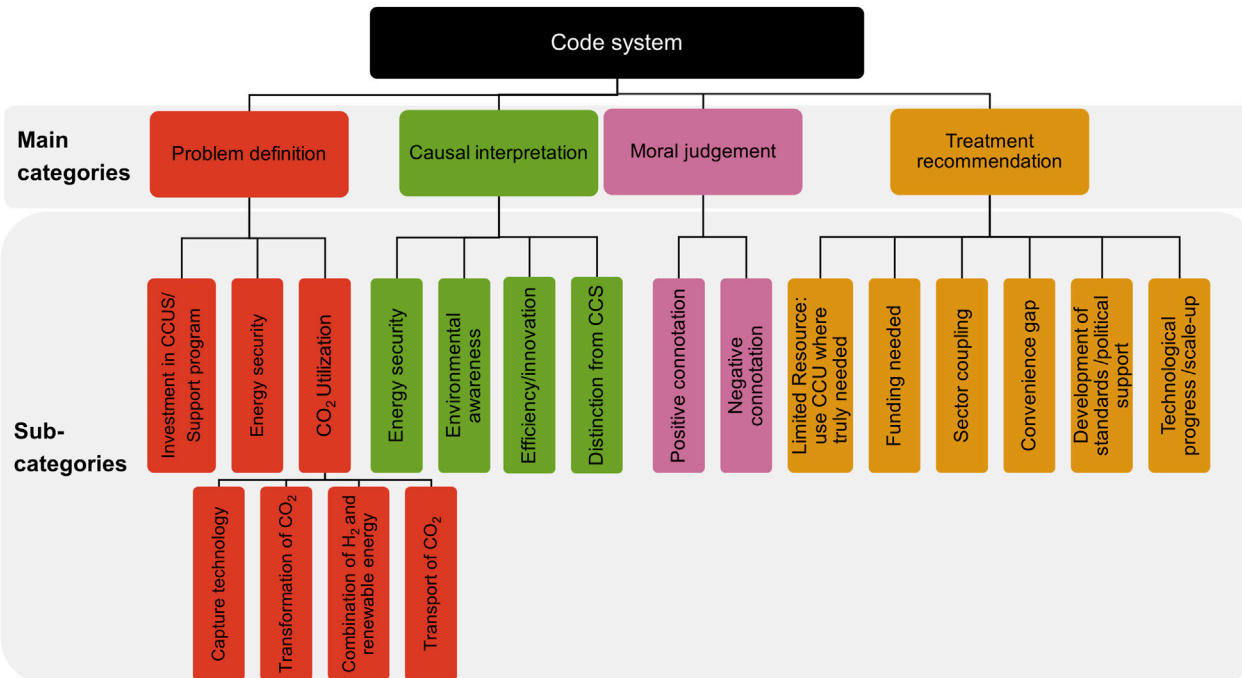 Code system
Main
categories
Problem definition
Causal interpretation
Moral judgement
Treatment
recommendation
Sub-
categories
Investment in CCUS/
Support program
Energy security
CO₂ Utilization
Energy security
Environmental
awareness
Efficiency/innovation
Distinction from CCS
Positive connotation
Negative
connotation
Limited Resource:
use CCU where
truly needed
Funding needed
Sector coupling
Convenience gap
Development of
standards /political
support
Technological
progress /scale-up
Capture technology
Transformation of CO₂
Combination of H₂ and
renewable energy
Transport of CO₂